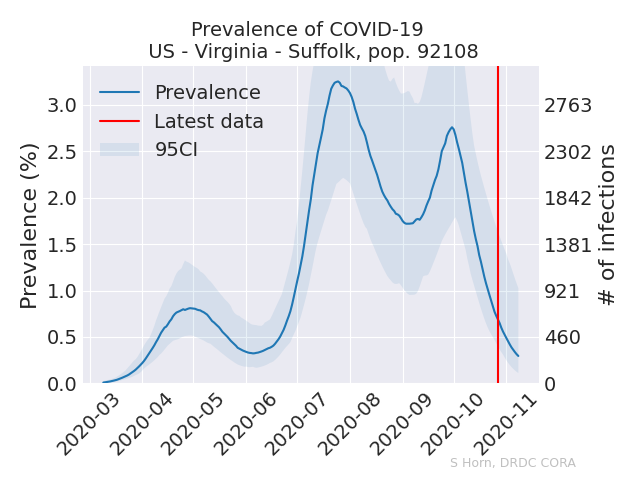 Prevalence of COVID-19
US - Virginia - Suffolk, pop. 92108
Prevalence
Latest data
95CI
Prevalence (%)
3.0
2.5
2.0
1.5
1.0
0.5
0.0
2763
2302
1842
1381
921
460
0
# of infections
2020-03
2020-04
2020-05
2020-06
2020-07
2020-08
2020-09
2020-10
2020-11
S Horn, DRDC CORA